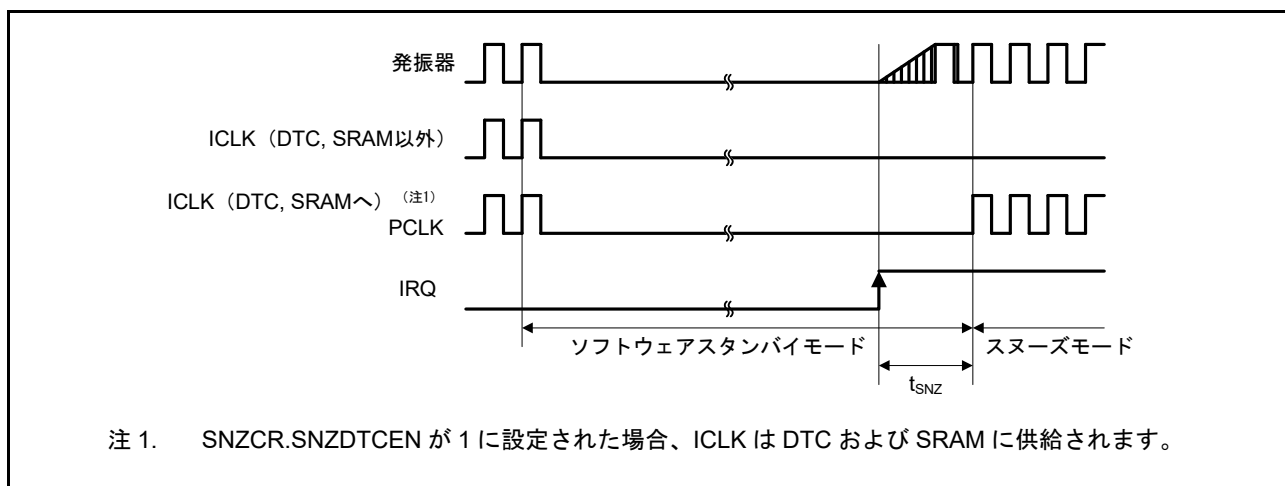 発振器
ICLK（DTC, SRAM以外）
ICLK（DTC, SRAMへ）（注1）
PCLK
IRQ
ソフトウェアスタンバイモード
スヌーズモード
tSNZ
注 1. SNZCR.SNZDTCEN が 1 に設定された場合、ICLK は DTC および SRAM に供給されます。